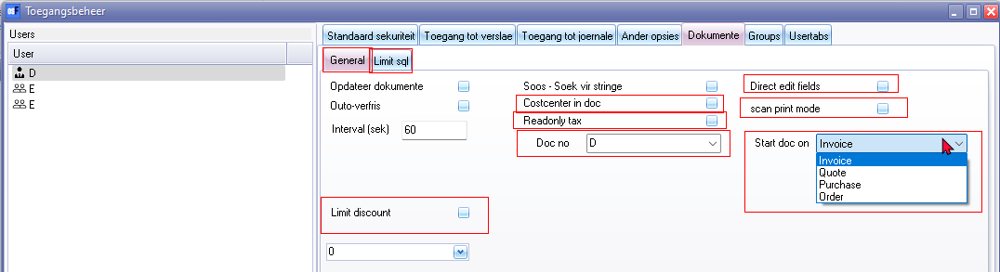 Toegangsbeheer
Users
User
D
E
E
Standaard sekuriteit Toegang tot verslae Toegang tot joernale Ander opsies Dokumente Groups Usertabs
General Limit sql
Opdateer dokumente
Outo-verfris
Interval (sek) 60
Limit discount
0
Soos - Soek vir stringe
Costcenter in doc
Readonly tax
Doc no D
Direct edit fields
scan print mode
Start doc on Invoice
Invoice
Quote
Purchase
Order